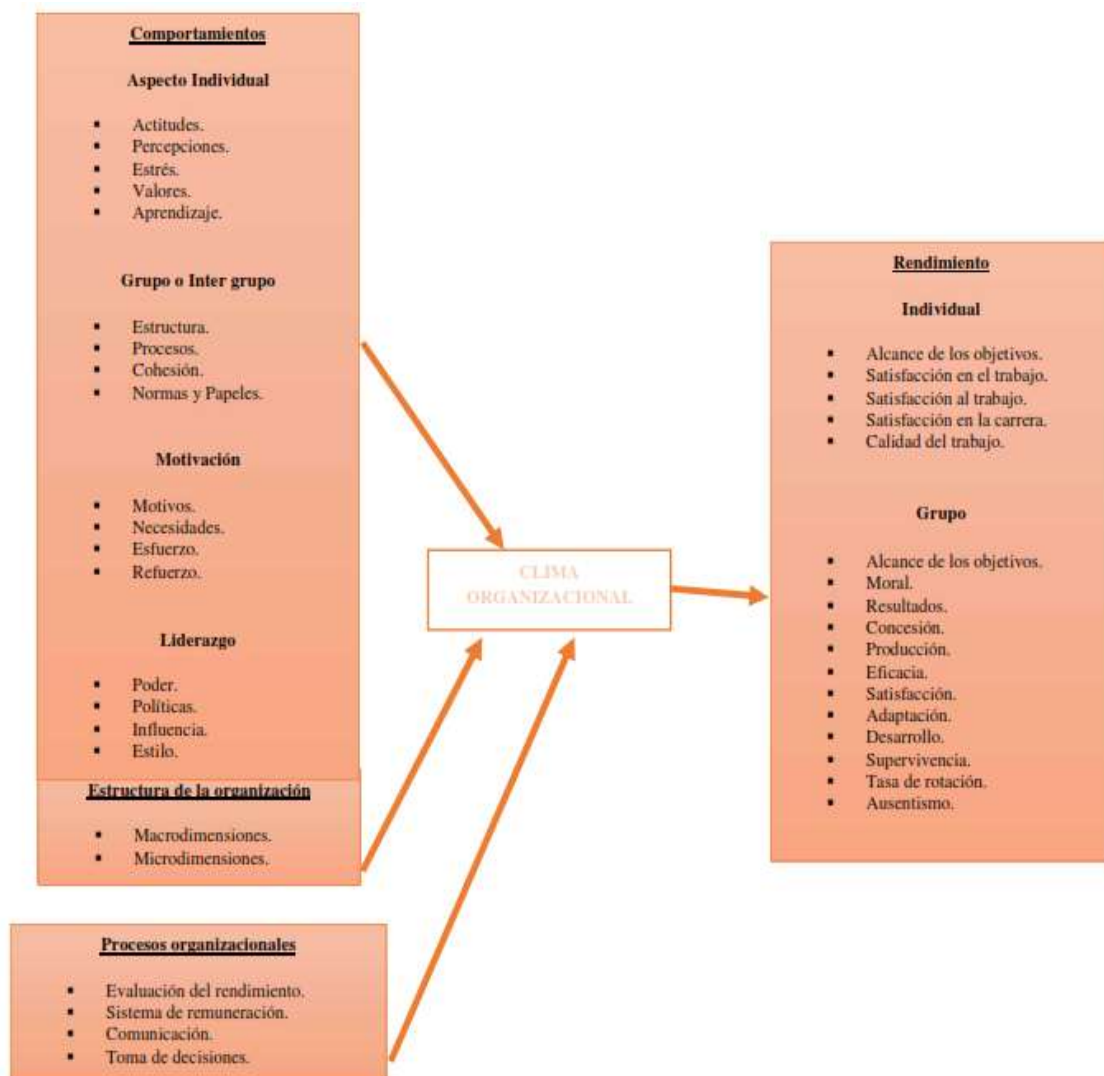 Comportamientos
Aspecto Individual
▪ Actitudes.
▪ Percepciones.
▪ Estrés.
▪ Valores.
▪ Aprendizaje.
Grupo o Inter grupo
▪ Estructura.
▪ Procesos.
▪ Cohesión.
▪ Normas y Papeles.
Motivación
▪ Motivos.
▪ Necesidades.
▪ Esfuerzo.
▪ Refuerzo.
Liderazgo
▪ Poder.
▪ Políticas.
▪ Influencia.
▪ Estilo.
Estructura de la organización
▪ Macrodimensiones.
▪ Microdimensiones.
Procesos organizacionales
▪ Evaluación del rendimiento.
▪ Sistema de remuneración.
▪ Comunicación.
▪ Toma de decisiones.
CLIMA
ORGANIZACIONAL
Rendimiento
Individual
▪ Alcance de los objetivos.
▪ Satisfacción en el trabajo.
▪ Satisfacción al trabajo.
▪ Satisfacción en la carrera.
▪ Calidad del trabajo.
Grupo
▪ Alcance de los objetivos.
▪ Moral.
▪ Resultados.
▪ Concesión.
▪ Producción.
▪ Eficacia.
▪ Satisfacción.
▪ Adaptación.
▪ Desarrollo.
▪ Supervivencia.
▪ Tasa de rotación.
▪ Ausentismo.